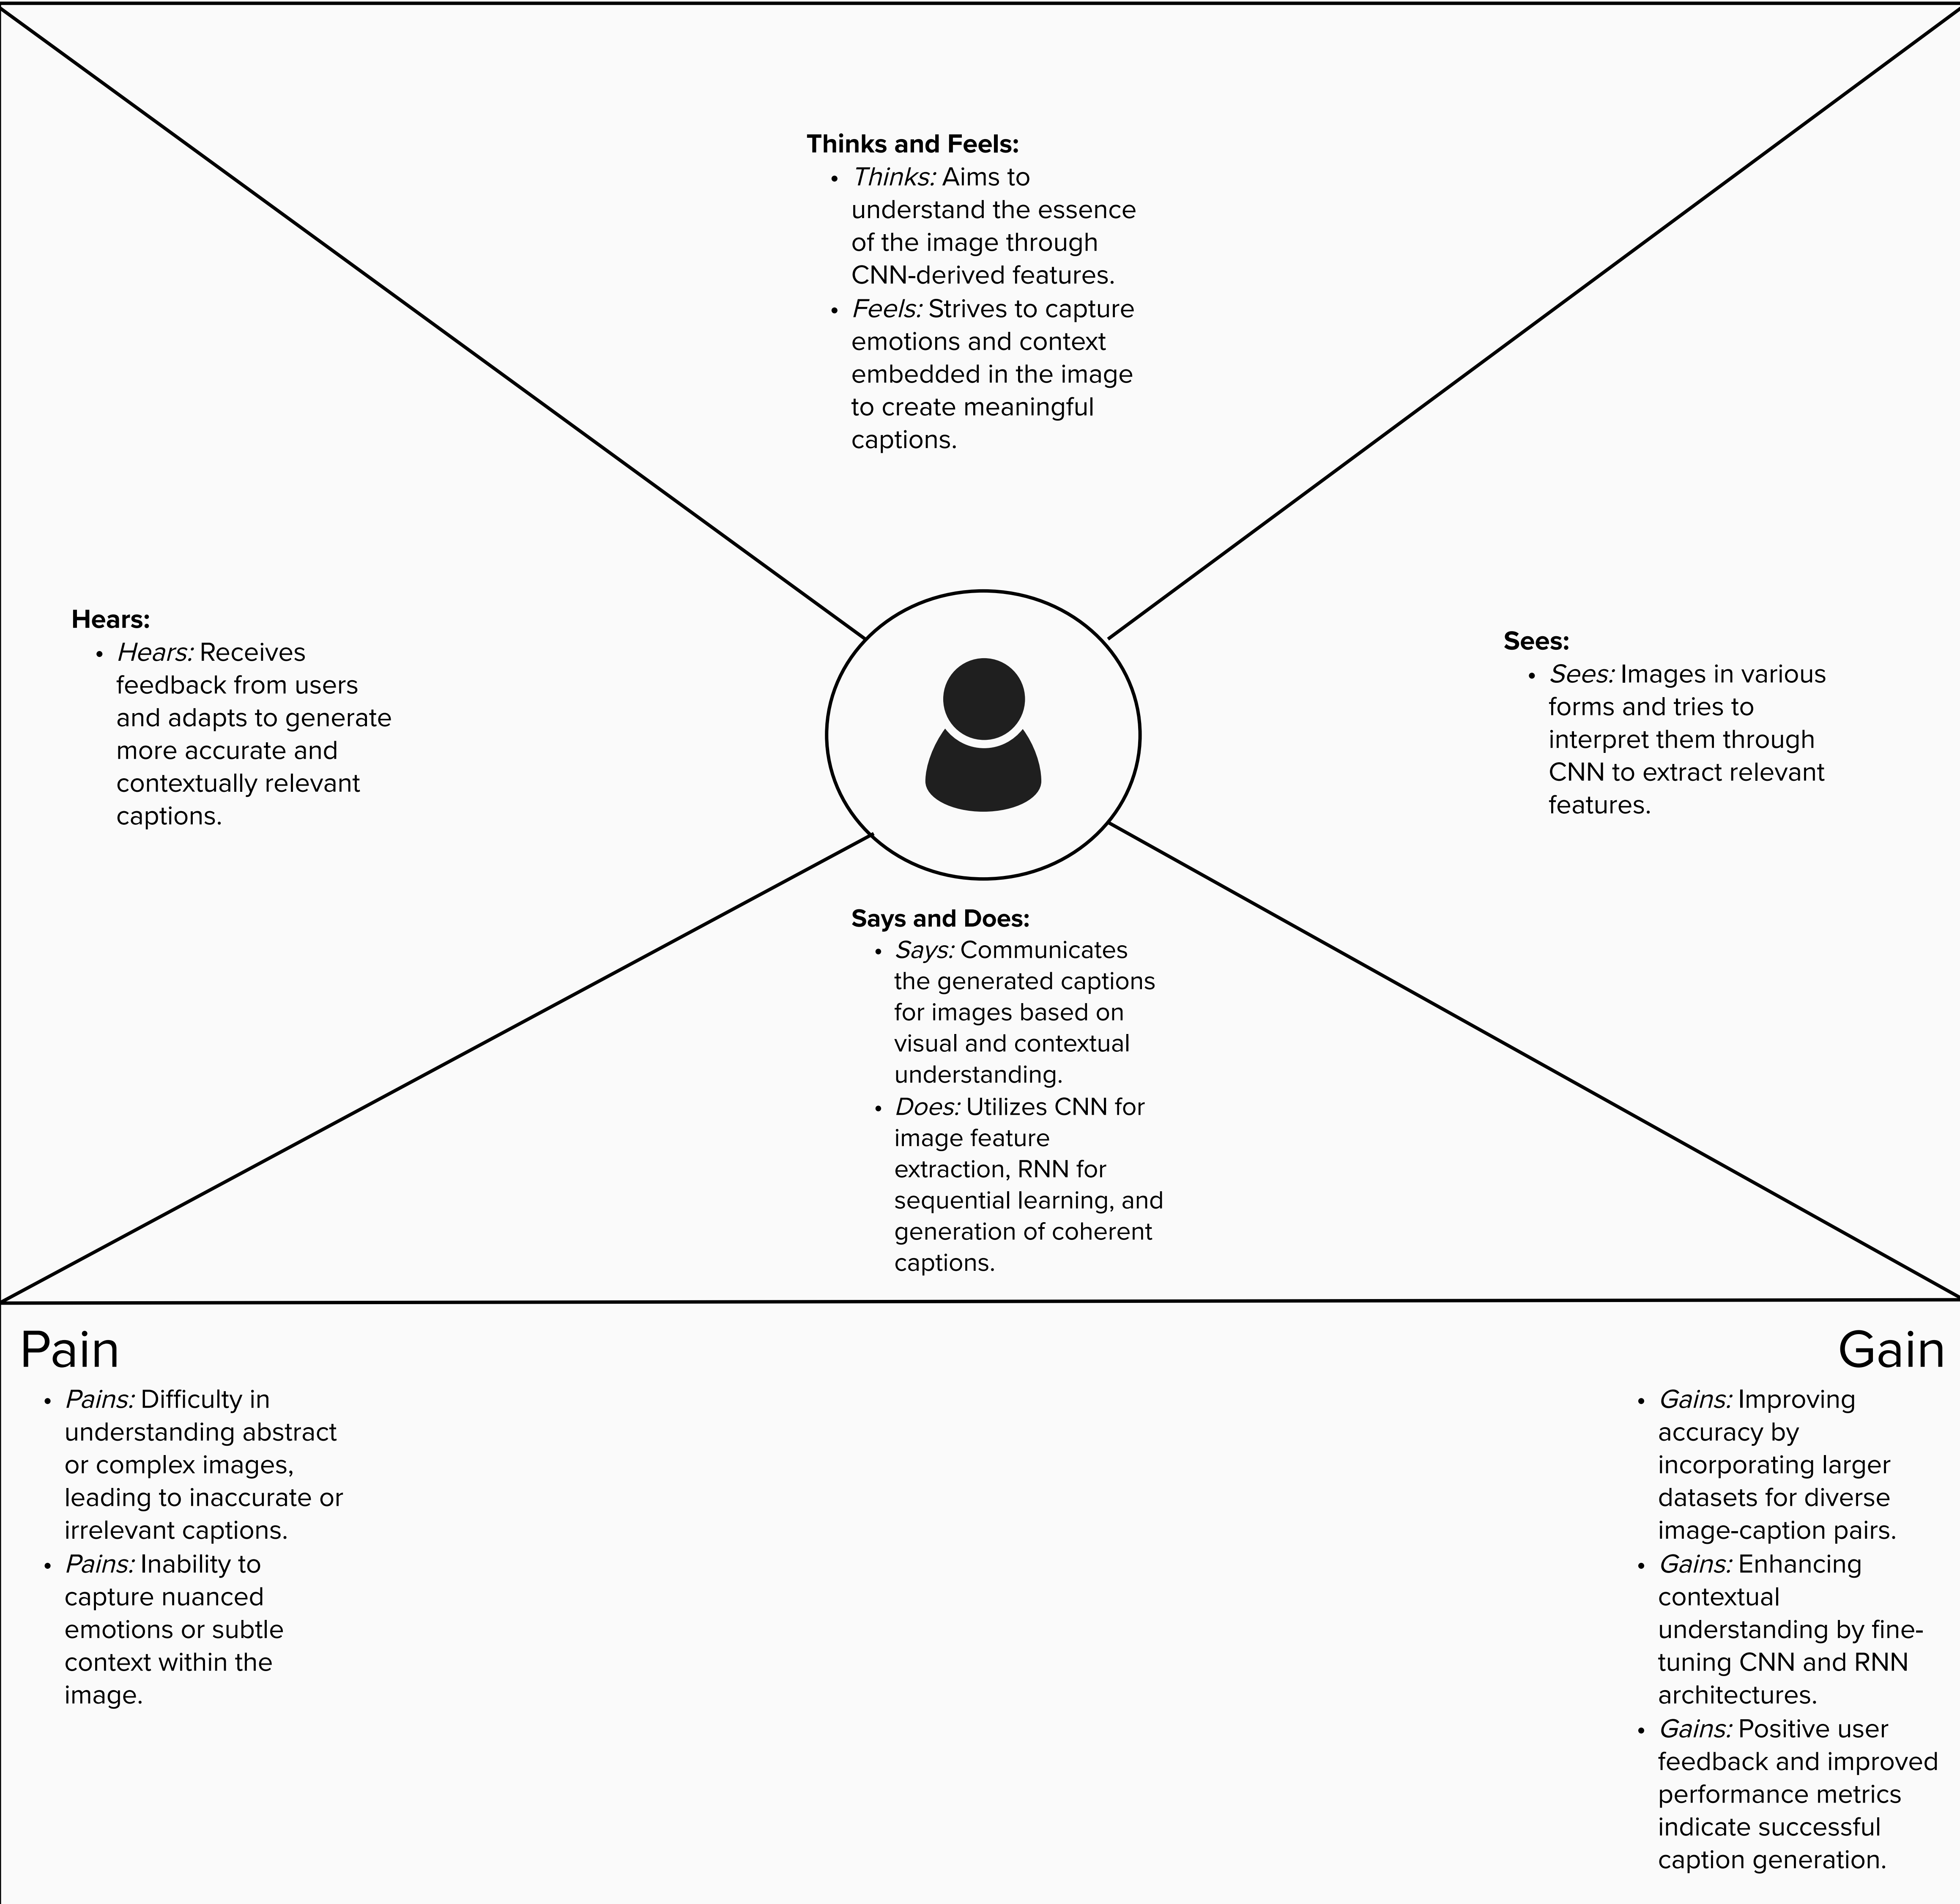 Thinks and Feels:
• Thinks: Aims to
understand the essence
of the image through
CNN-derived features.
• Feels: Strives to capture
emotions and context
embedded in the image
to create meaningful
captions.
Hears:
• Hears: Receives
feedback from users
and adapts to generate
more accurate and
contextually relevant
captions.
Sees:
• Sees: Images in various
forms and tries to
interpret them through
CNN to extract relevant
features.
Says and Does:
• Says: Communicates
the generated captions
for images based on
visual and contextual
understanding.
• Does: Utilizes CNN for
image feature
extraction, RNN for
sequential learning, and
generation of coherent
captions.
Pain
• Pains: Difficulty in
understanding abstract
or complex images,
leading to inaccurate or
irrelevant captions.
• Pains: Inability to
capture nuanced
emotions or subtle
context within the
image.
Gain
• Gains: Improving
accuracy by
incorporating larger
datasets for diverse
image-caption pairs.
• Gains: Enhancing
contextual
understanding by fine-
tuning CNN and RNN
architectures.
• Gains: Positive user
feedback and improved
performance metrics
indicate successful
caption generation.